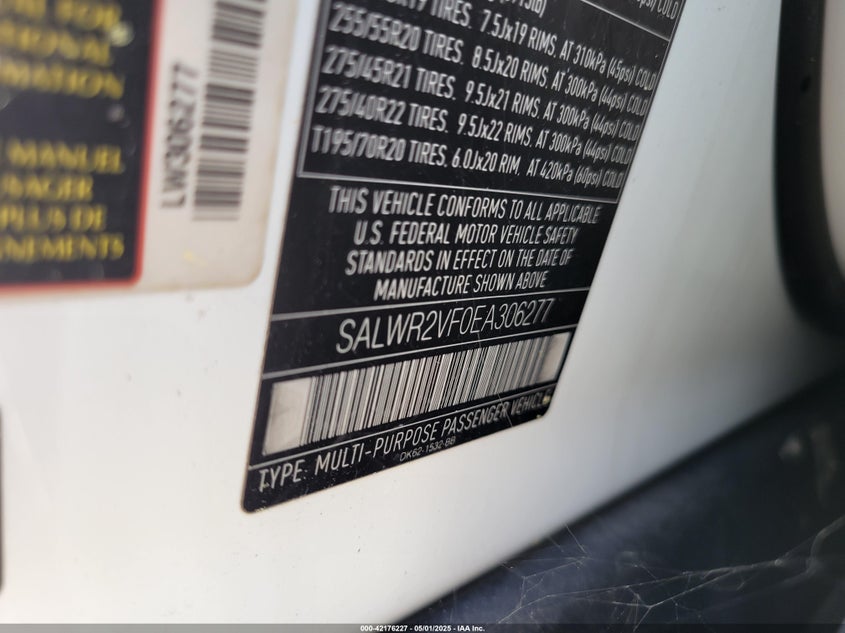 FOR
MATION
MANUEL
PLUS DE
LW306277
R19 TIRES. 7.5Jx19 RIMS. AT 310kPa (45psi) COLD
255/55R20 TIRES. 8.5Jx20 RIMS. AT 300kPa (44psi) COLD
275/45R21 TIRES. 9.5Jx21 RIMS. AT 300kPa (44psi) COLD
275/40R22 TIRES. 9.5Jx22 RIMS. AT 300kPa (44psi) COLD
T195/70R20 TIRES. 6.0Jx20 RIM. AT 420kPa (60psi) COLD
THIS VEHICLE CONFORMS TO ALL APPLICABLE
U.S. FEDERAL MOTOR VEHICLE SAFETY
STANDARDS IN EFFECT ON THE DATE OF
MANUFACTURE SHOWN ABOVE
SALWR2VF0EA306277
TYPE: MULTI-PURPOSE PASSENGER VEHICLE
DK62-1532-BB
000-42176227 - 05/01/2025 - IAA Inc.